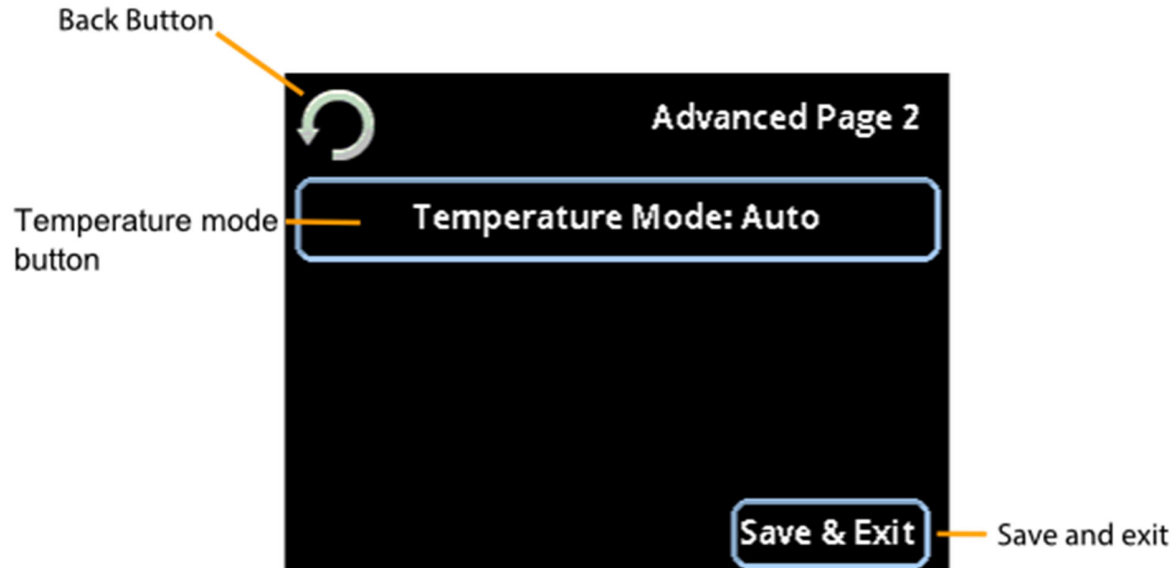 Back Button
Advanced Page 2
Temperature mode
button
Temperature Mode: Auto
Save & Exit
Save and exit